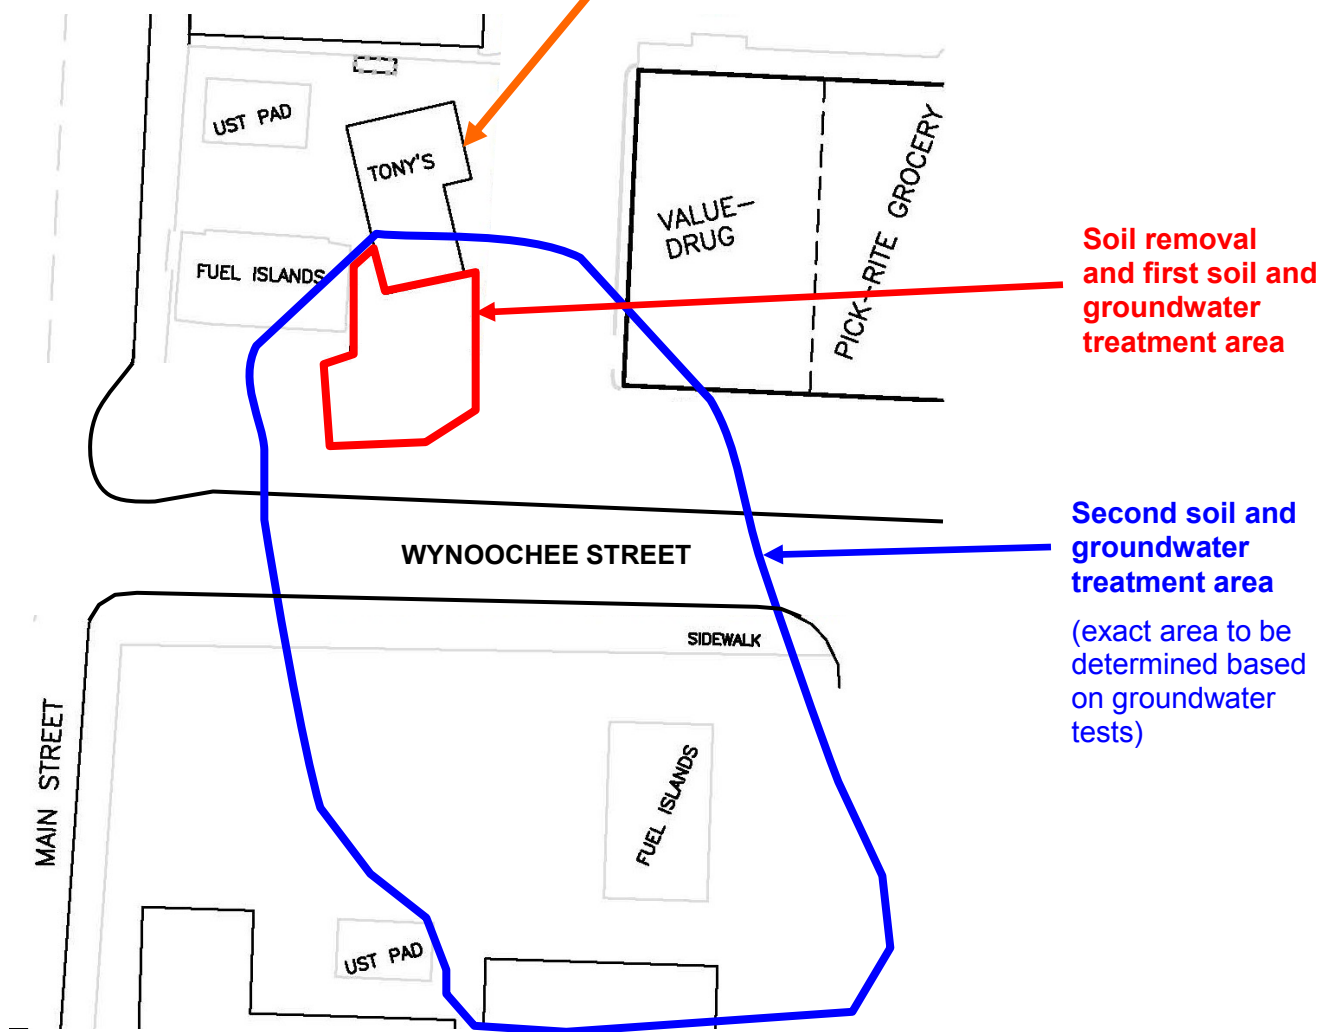 UST PAD
TONY'S
VALUE-
DRUG
PICK-RITE GROCERY
FUEL ISLANDS
Soil removal
and first soil and
groundwater
treatment area
WYNOOCHEE STREET
Second soil and
groundwater
treatment area
(exact area to be
determined based
on groundwater
tests)
SIDEWALK
MAIN STREET
FUEL ISLANDS
UST PAD